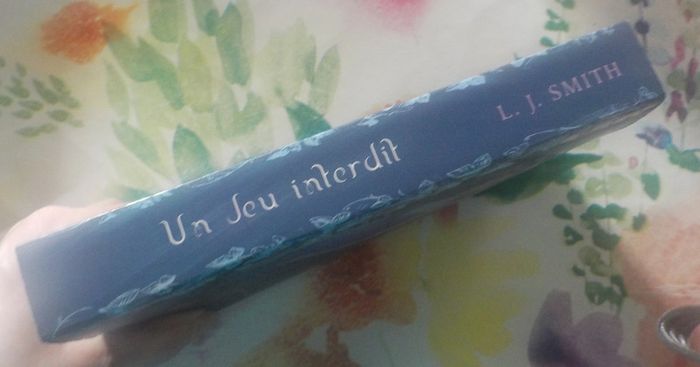 Un Jeu interdit
L. J. SMITH